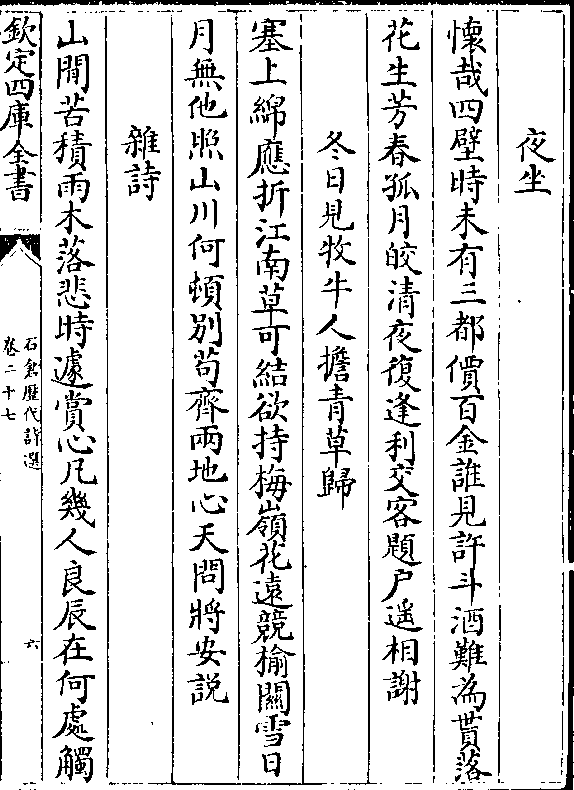 夜坐
懷哉四壁時未有三都價百金誰見許斗酒難為貰落
花生芳春孤月皎清夜復逢利交客題户遥相謝
冬日見牧牛人擔青草歸
塞上綿應折江南草可結欲持梅嶺花遠競榆關雪日
月無他照山川何頓别苟齊兩地心天問將安説
雜詩
山閒苦積雨木落悲時遽賞心凡幾人良辰在何處觸
欽定四庫全書
石倉歷代詩選
卷二十七
六